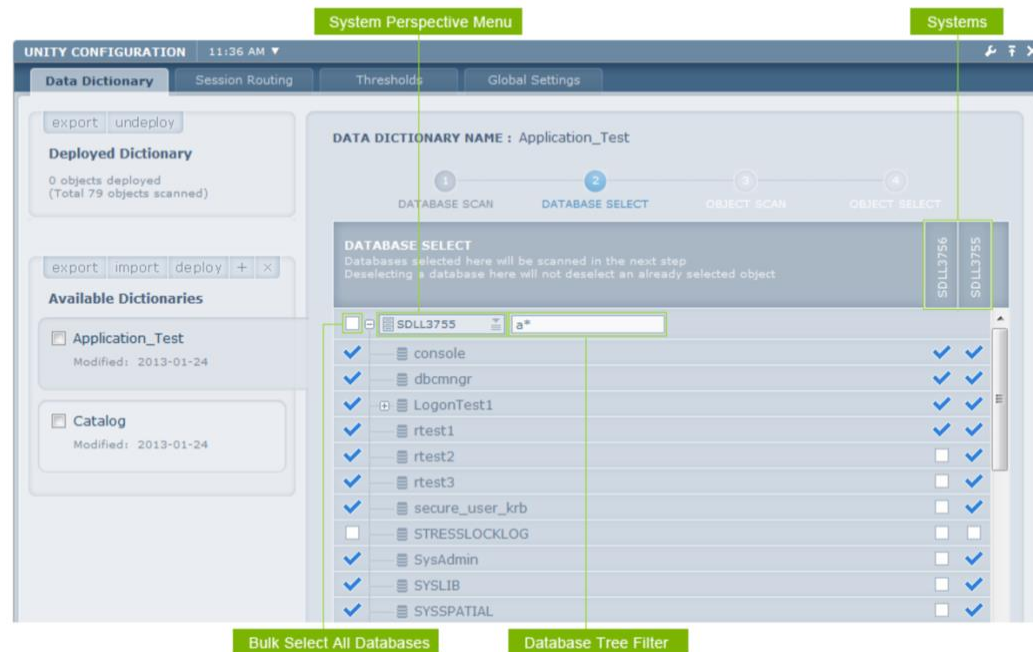 System Perspective Menu
Systems
UNITY CONFIGURATION 11:36 AM
Data Dictionary Session Routing Thresholds Global Settings
export undeploy
Deployed Dictionary
0 objects deployed
(Total 79 objects scanned)
export import deploy + ×
Available Dictionaries
Application_Test
Modified: 2013-01-24
Catalog
Modified: 2013-01-24
DATA DICTIONARY NAME : Application_Test
1 2 3 4
DATABASE SCAN DATABASE SELECT OBJECT SCAN OBJECT SELECT
DATABASE SELECT
Databases selected here will be scanned in the next step
Deselecting a database here will not deselect an already selected object
SDLL3756
SDLL3755
SDLL3755 a*
console
dbcmngr
LogonTest1
rtest1
rtest2
rtest3
secure_user_krb
STRESSLOCKLOG
SysAdmin
SYSLIB
SYSSPATIAL
Bulk Select All Databases
Database Tree Filter